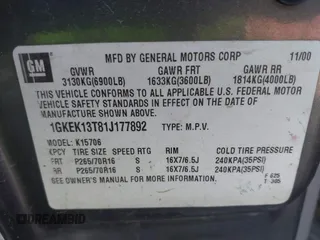 GM
MFD BY GENERAL MOTORS CORP 11/00
GVWR GAWR FRT GAWR RR
3130KG(6900LB) 1633KG(3600LB) 1814KG(4000LB)
THIS VEHICLE CONFORMS TO ALL APPLICABLE U.S. FEDERAL
MOTOR VEHICLE SAFETY STANDARDS IN EFFECT ON THE DATE
OF MANUFACTURE SHOWN ABOVE.
1GKEK13T81J177892 TYPE: M.P.V.
MODEL: K15706
TIRE SIZE SPEED RTG RIM COLD TIRE PRESSURE
FRT P265/70R16 S 16X7/6.5J 240KPA(35PSI)
RR P265/70R16 S 16X7/6.5J 240KPA(35PSI)
SEE OWNER'S MANUAL FOR ADDITIONAL INFORMATION.